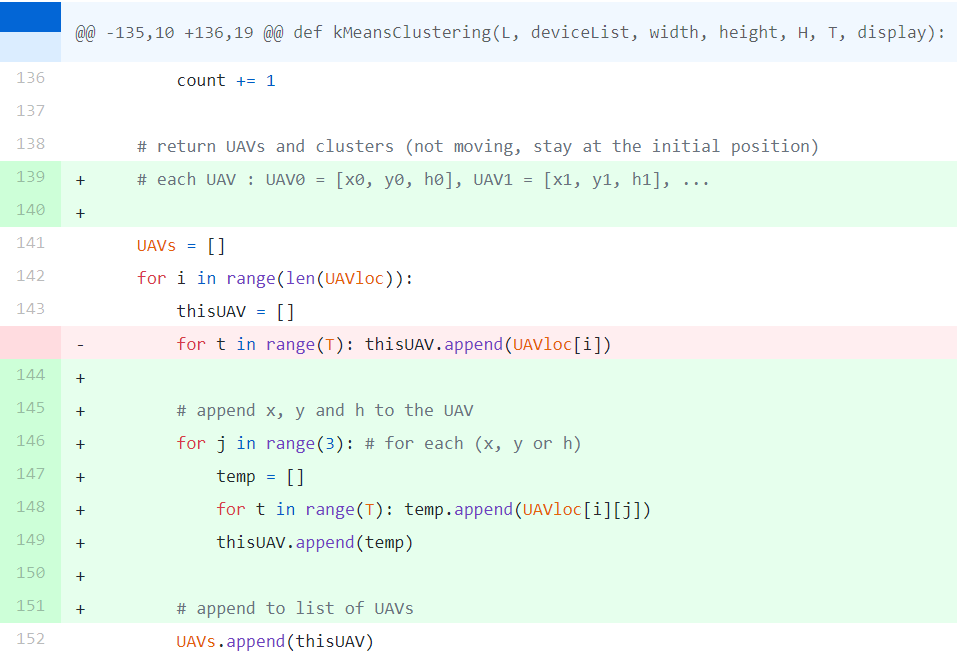 @@ -135,10 +136,19 @@ def kMeansClustering(L, deviceList, width, height, H, T, display):
136 count += 1
137
138 # return UAVs and clusters (not moving, stay at the initial position)
139 + # each UAV : UAV0 = [x0, y0, h0], UAV1 = [x1, y1, h1], ...
140 +
141 UAVs = []
142 for i in range(len(UAVloc)):
143 thisUAV = []
- for t in range(T): thisUAV.append(UAVloc[i])
144 +
145 + # append x, y and h to the UAV
146 + for j in range(3): # for each (x, y or h)
147 + temp = []
148 + for t in range(T): temp.append(UAVloc[i][j])
149 + thisUAV.append(temp)
150 +
151 + # append to list of UAVs
152 UAVs.append(thisUAV)